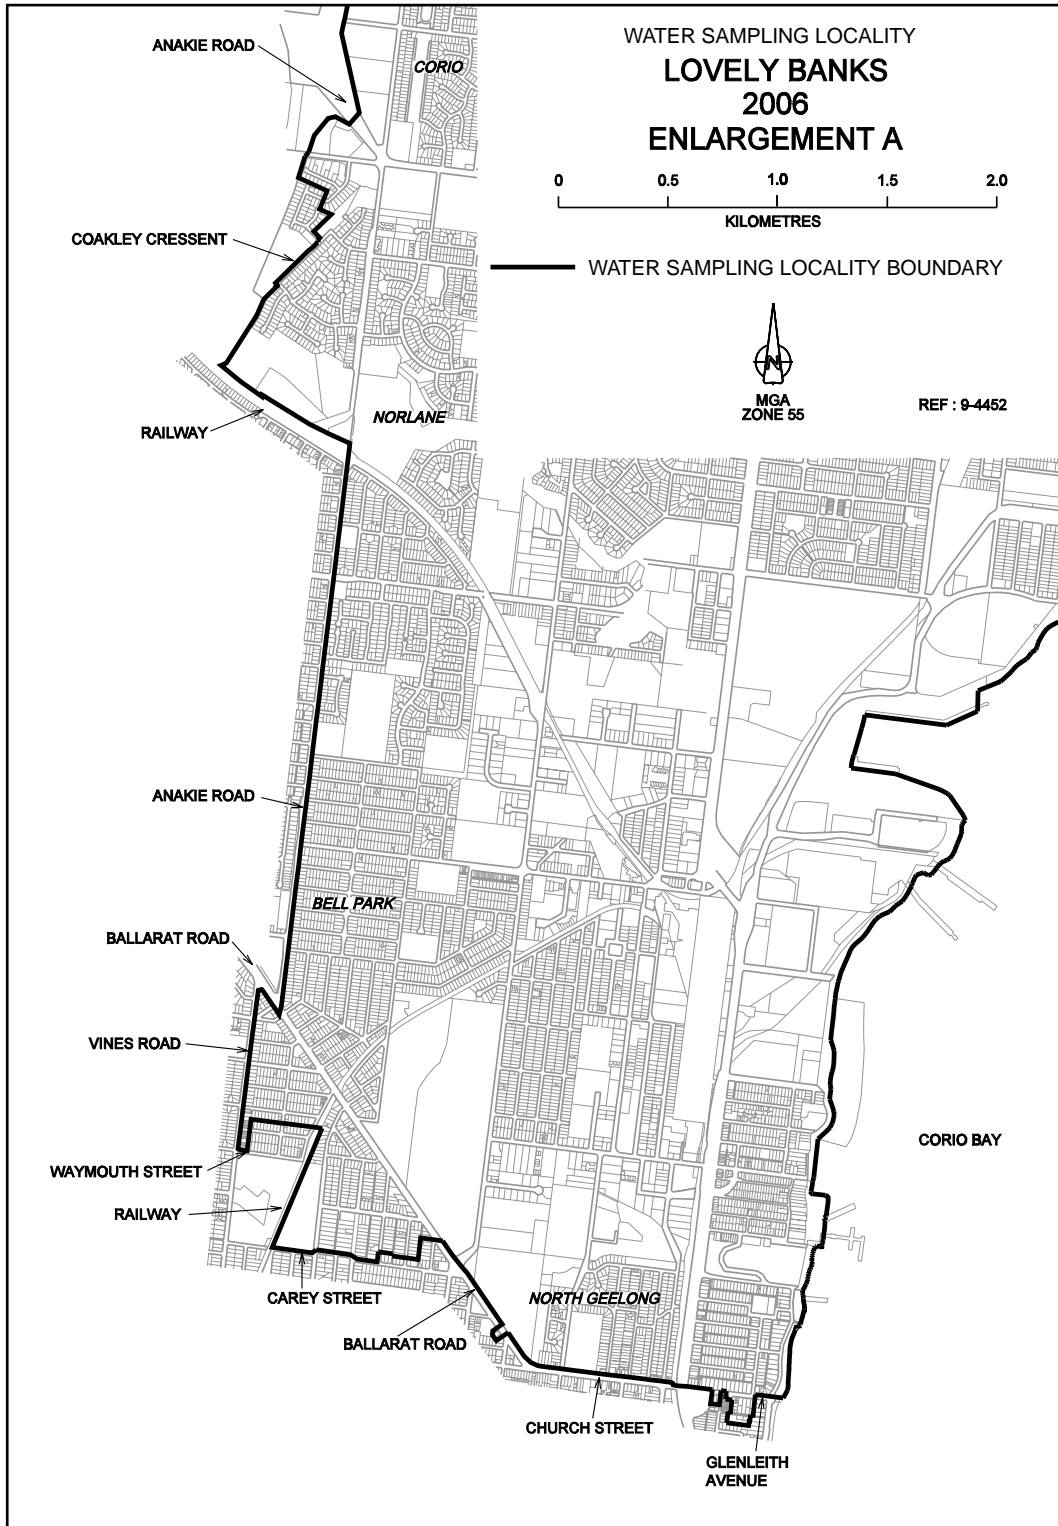 WATER SAMPLING LOCALITY
LOVELY BANKS
2006
ENLARGEMENT A
0 0.5 1.0 1.5 2.0
KILOMETRES
WATER SAMPLING LOCALITY BOUNDARY
N
MGA
ZONE 55
REF : 9-4452
ANAKIE ROAD
CORIO
COAKLEY CRESSENT
NORLANE
RAILWAY
ANAKIE ROAD
BELL PARK
BALLARAT ROAD
VINES ROAD
CORIO BAY
WAYMOUTH STREET
RAILWAY
CAREY STREET
NORTH GEELONG
BALLARAT ROAD
CHURCH STREET
GLENLEITH
AVENUE